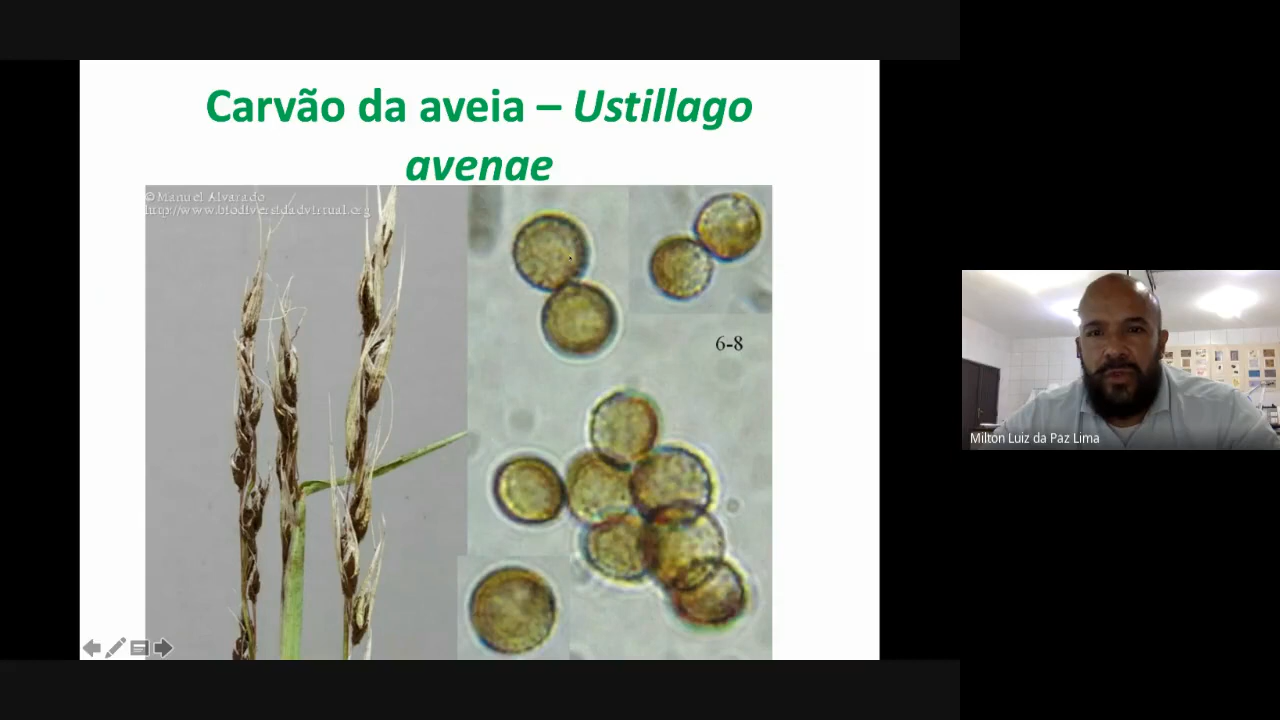 Carvão da aveia – Ustillago
avenae
© Manuel Alvarado
http://www.biodiversidadvirtual.org
6-8
Milton Luiz da Paz Lima